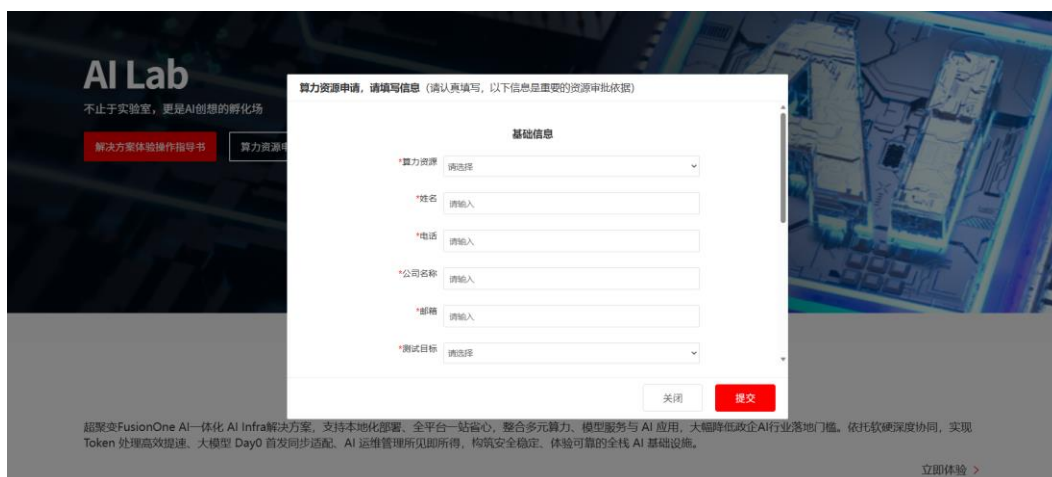 AI Lab
不止于实验室，更是AI创想的孵化场
解决方案体验操作指导书
算力资源申
算力资源申请，请填写信息（请认真填写，以下信息是重要的资源审批依据）
基础信息
*算力资源 请选择
*姓名 请输入
*电话 请输入
*公司名称 请输入
*邮箱 请输入
*测试目标 请选择
关闭 提交
超聚变FusionOne AI一体化 AI Infra解决方案，支持本地化部署、全平台一站省心，整合多元算力、模型服务与 AI 应用，大幅降低政企AI行业落地门槛。依托软硬深度协同，实现
Token 处理高效提速、大模型 Day0 首发同步适配、AI 运维管理所见即所得，构筑安全稳定、体验可靠的全栈 AI 基础设施。
立即体验 >